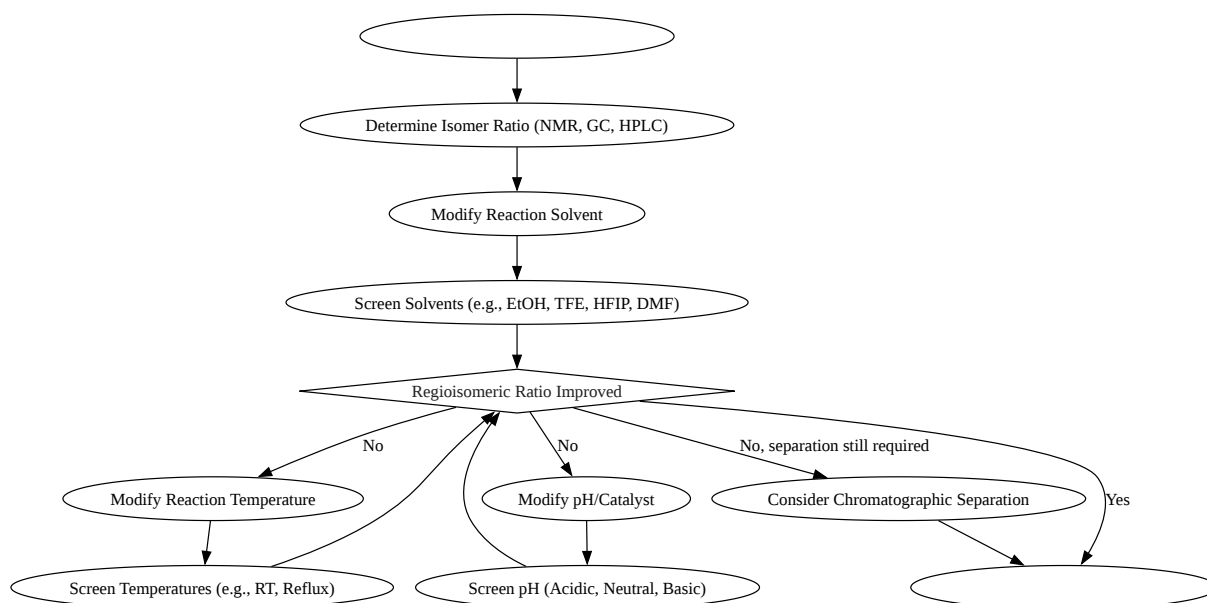 Determine Isomer Ratio (NMR, GC, HPLC)
Modify Reaction Solvent
Screen Solvents (e.g., EtOH, TFE, HFIP, DMF)
Regioisomeric Ratio Improved
No
No
No, separation still required
Yes
Modify Reaction Temperature
Modify pH/Catalyst
Consider Chromatographic Separation
Screen Temperatures (e.g., RT, Reflux)
Screen pH (Acidic, Neutral, Basic)